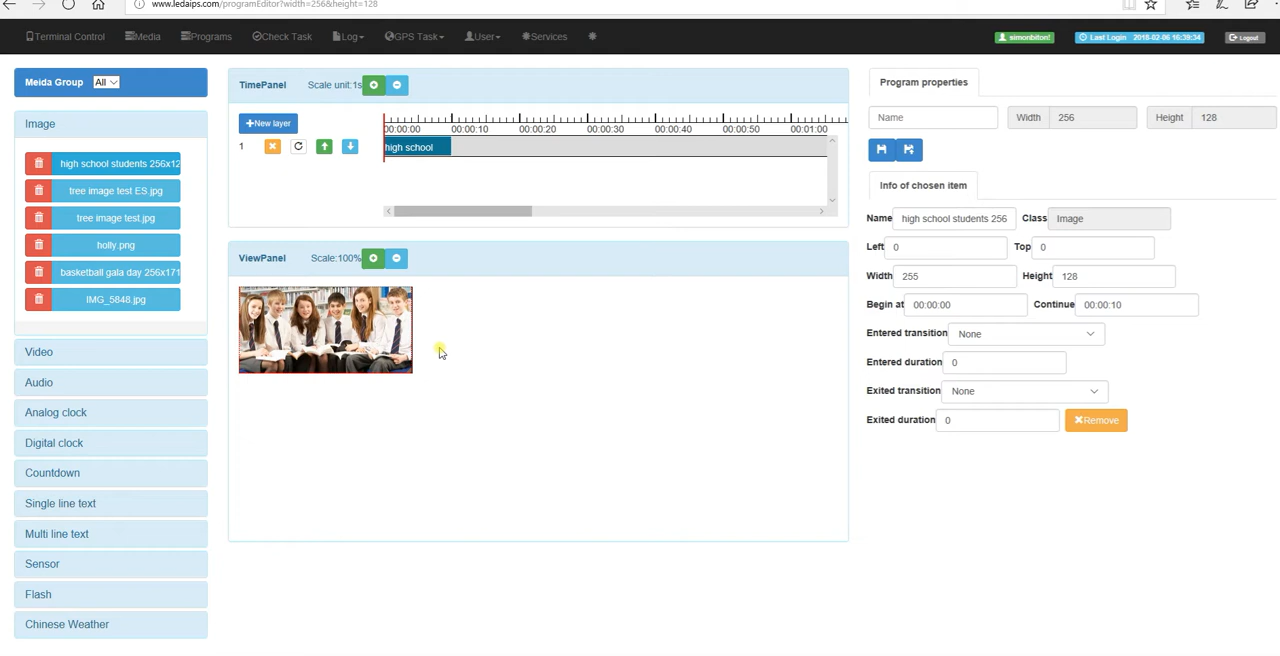 www.ledaips.com/programEditor?width=256&height=128
Terminal Control Media Programs Check Task Log GPS Task User Services simonbiton! Last Login 2018-02-06 16:39:34 Logout
Meida Group All
Image
high school students 256x12
tree image test ES.jpg
tree image test.jpg
holly.png
basketball gala day 256x171
IMG_5848.jpg
Video
Audio
Analog clock
Digital clock
Countdown
Single line text
Multi line text
Sensor
Flash
Chinese Weather
TimePanel Scale unit:1s
New layer
00:00:00 00:00:10 00:00:20 00:00:30 00:00:40 00:00:50 00:01:00
1 high school
ViewPanel Scale:100%
Program properties
Name Width 256 Height 128
Info of chosen item
Name high school students 256 Class Image
Left 0 Top 0
Width 255 Height 128
Begin at 00:00:00 Continue 00:00:10
Entered transition None
Entered duration 0
Exited transition None
Exited duration 0 Remove